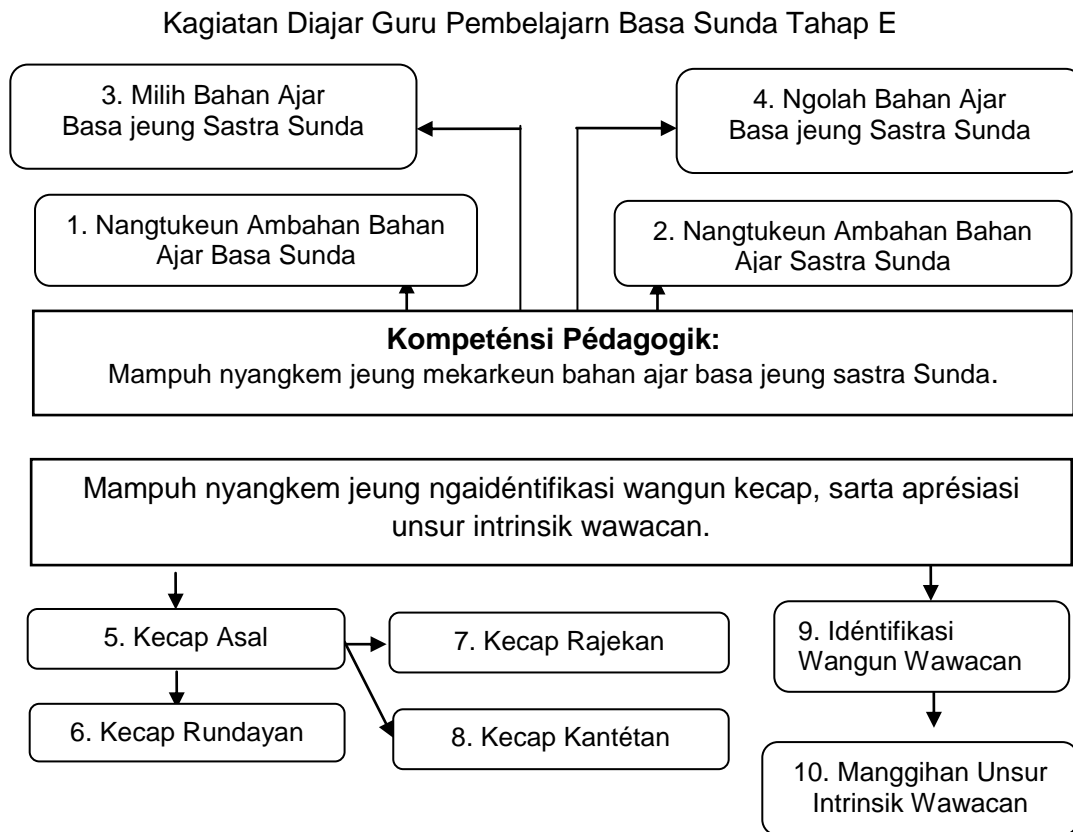 Kagiatan Diajar Guru Pembelajarn Basa Sunda Tahap E
3. Milih Bahan Ajar
Basa jeung Sastra Sunda
4. Ngolah Bahan Ajar
Basa jeung Sastra Sunda
1. Nangtukeun Ambahan Bahan
Ajar Basa Sunda
2. Nangtukeun Ambahan Bahan
Ajar Sastra Sunda
Kompeténsi Pédagogik:
Mampuh nyangkem jeung mekarkeun bahan ajar basa jeung sastra Sunda.
Mampuh nyangkem jeung ngaidéntifikasi wangun kecap, sarta aprésiasi
unsur intrinsik wawacan.
5. Kecap Asal
7. Kecap Rajekan
9. Idéntifikasi
Wangun Wawacan
6. Kecap Rundayan
8. Kecap Kantétan
10. Manggihan Unsur
Intrinsik Wawacan